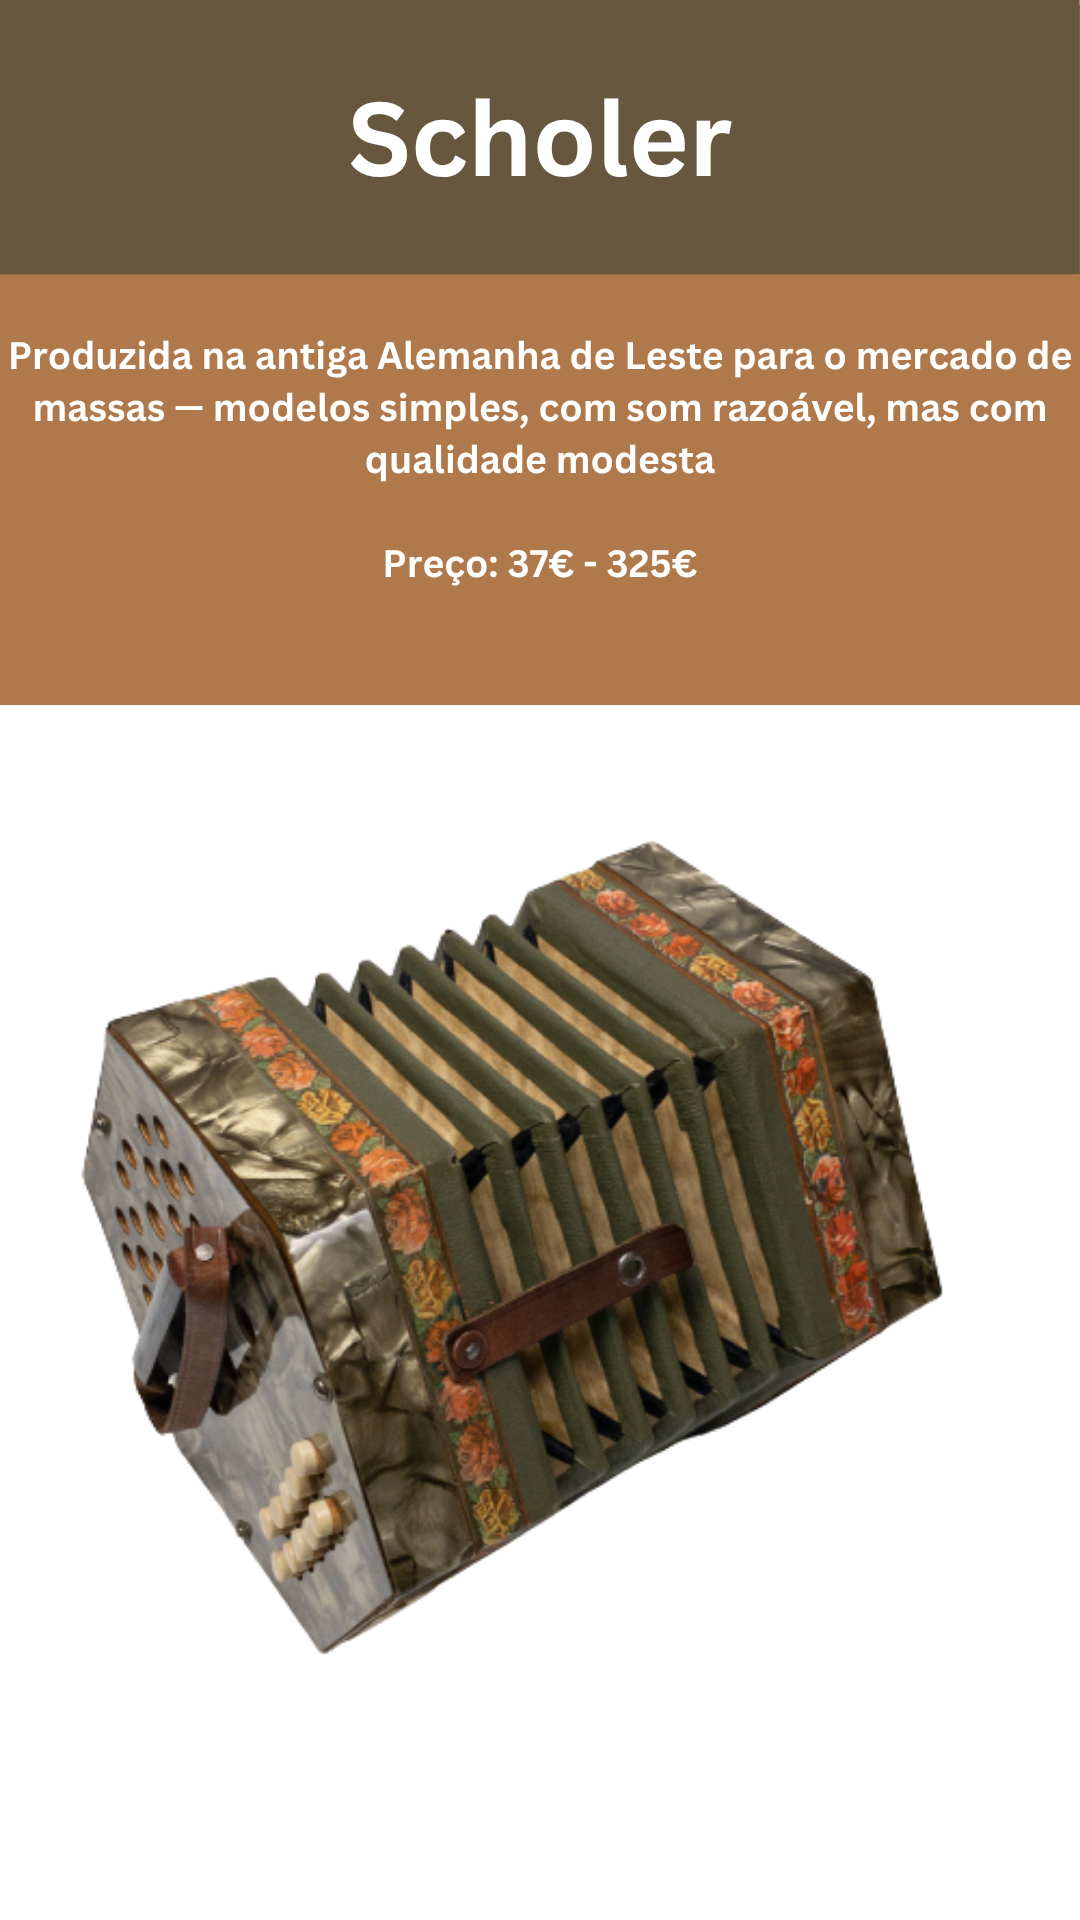 Scholer
Produzida na antiga Alemanha de Leste para o mercado de
massas — modelos simples, com som razoável, mas com
qualidade modesta
Preço: 37€ - 325€